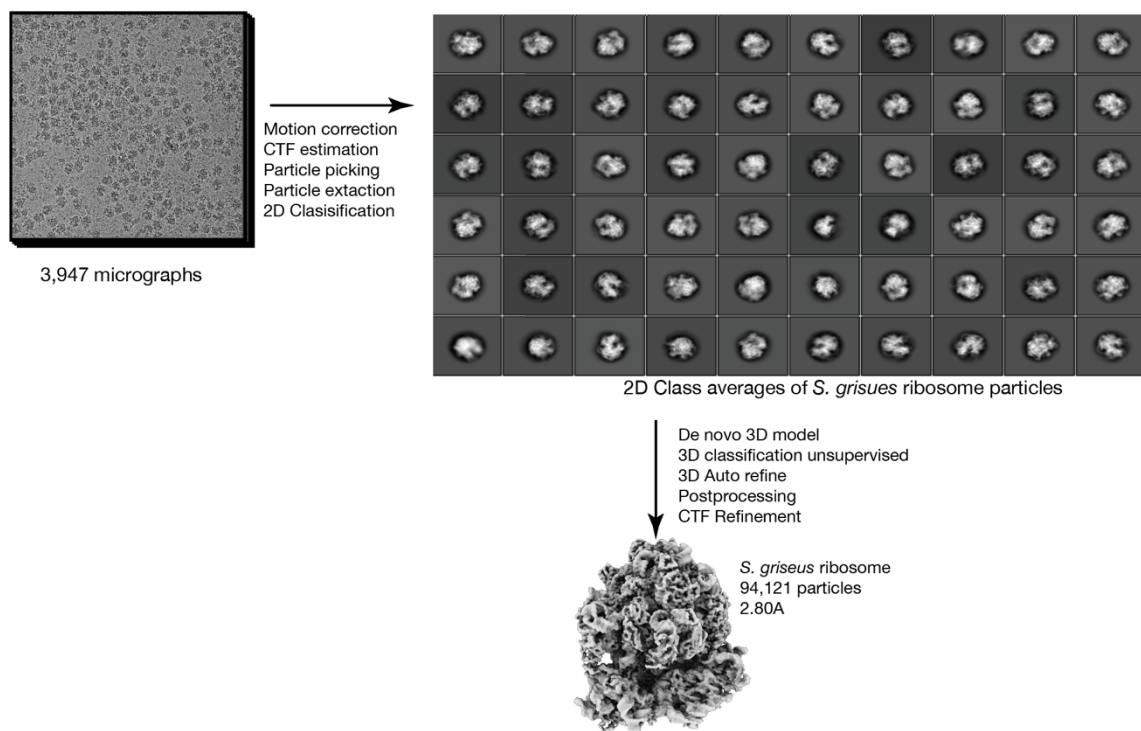 Motion correction
CTF estimation
Particle picking
Particle extaction
2D Clasisification
3,947 micrographs
2D Class averages of S. grisues ribosome particles
De novo 3D model
3D classification unsupervised
3D Auto refine
Postprocessing
CTF Refinement
S. griseus ribosome
94,121 particles
2.80A